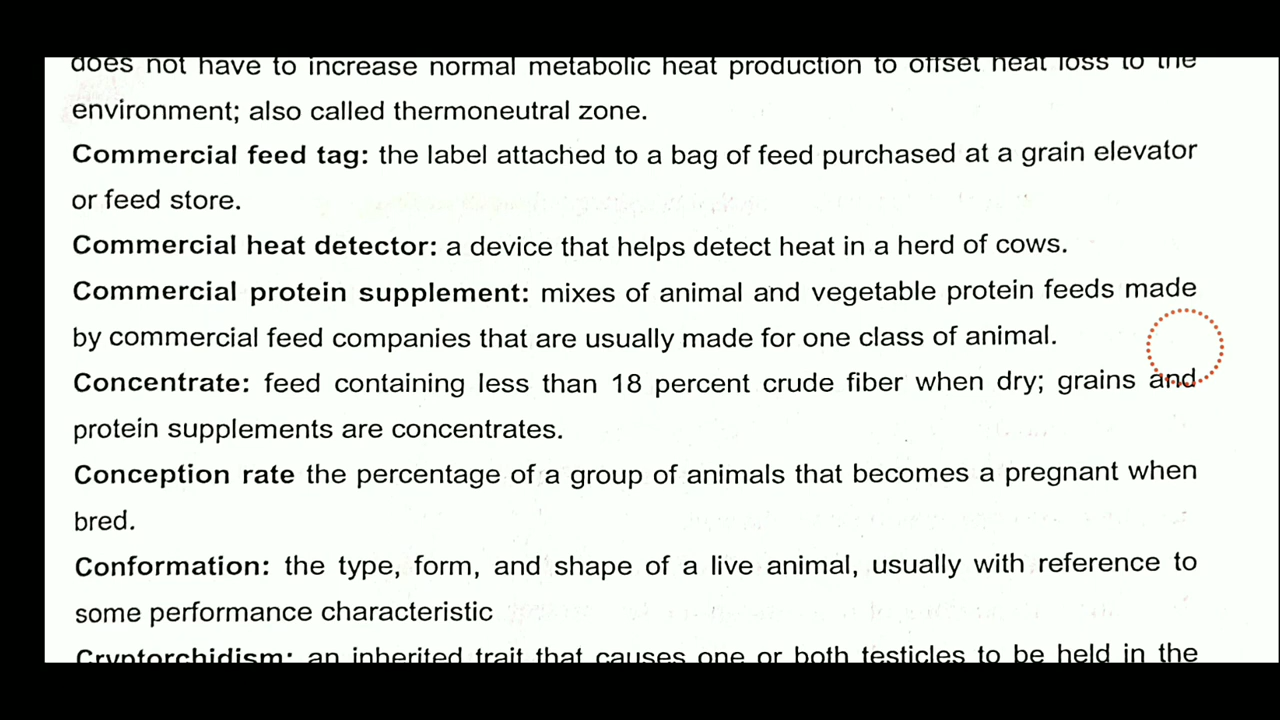 does not have to increase normal metabolic heat production to offset heat loss to the
environment; also called thermoneutral zone.
Commercial feed tag: the label attached to a bag of feed purchased at a grain elevator
or feed store.
Commercial heat detector: a device that helps detect heat in a herd of cows.
Commercial protein supplement: mixes of animal and vegetable protein feeds made
by commercial feed companies that are usually made for one class of animal.
Concentrate: feed containing less than 18 percent crude fiber when dry; grains and
protein supplements are concentrates.
Conception rate the percentage of a group of animals that becomes a pregnant when
bred.
Conformation: the type, form, and shape of a live animal, usually with reference to
some performance characteristic
Cryptorchidism: an inherited trait that causes one or both testicles to be held in the